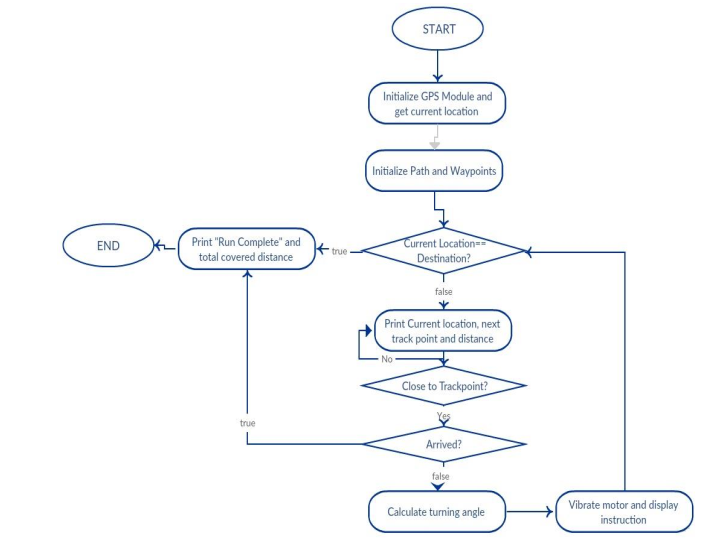 START
Initialize GPS Module and
get current location
Initialize Path and Waypoints
Current Location==
Destination?
true
Print "Run Complete" and
total covered distance
END
false
Print Current location, next
track point and distance
No
Close to Trackpoint?
Yes
Arrived?
true
false
Calculate turning angle
Vibrate motor and display
instruction